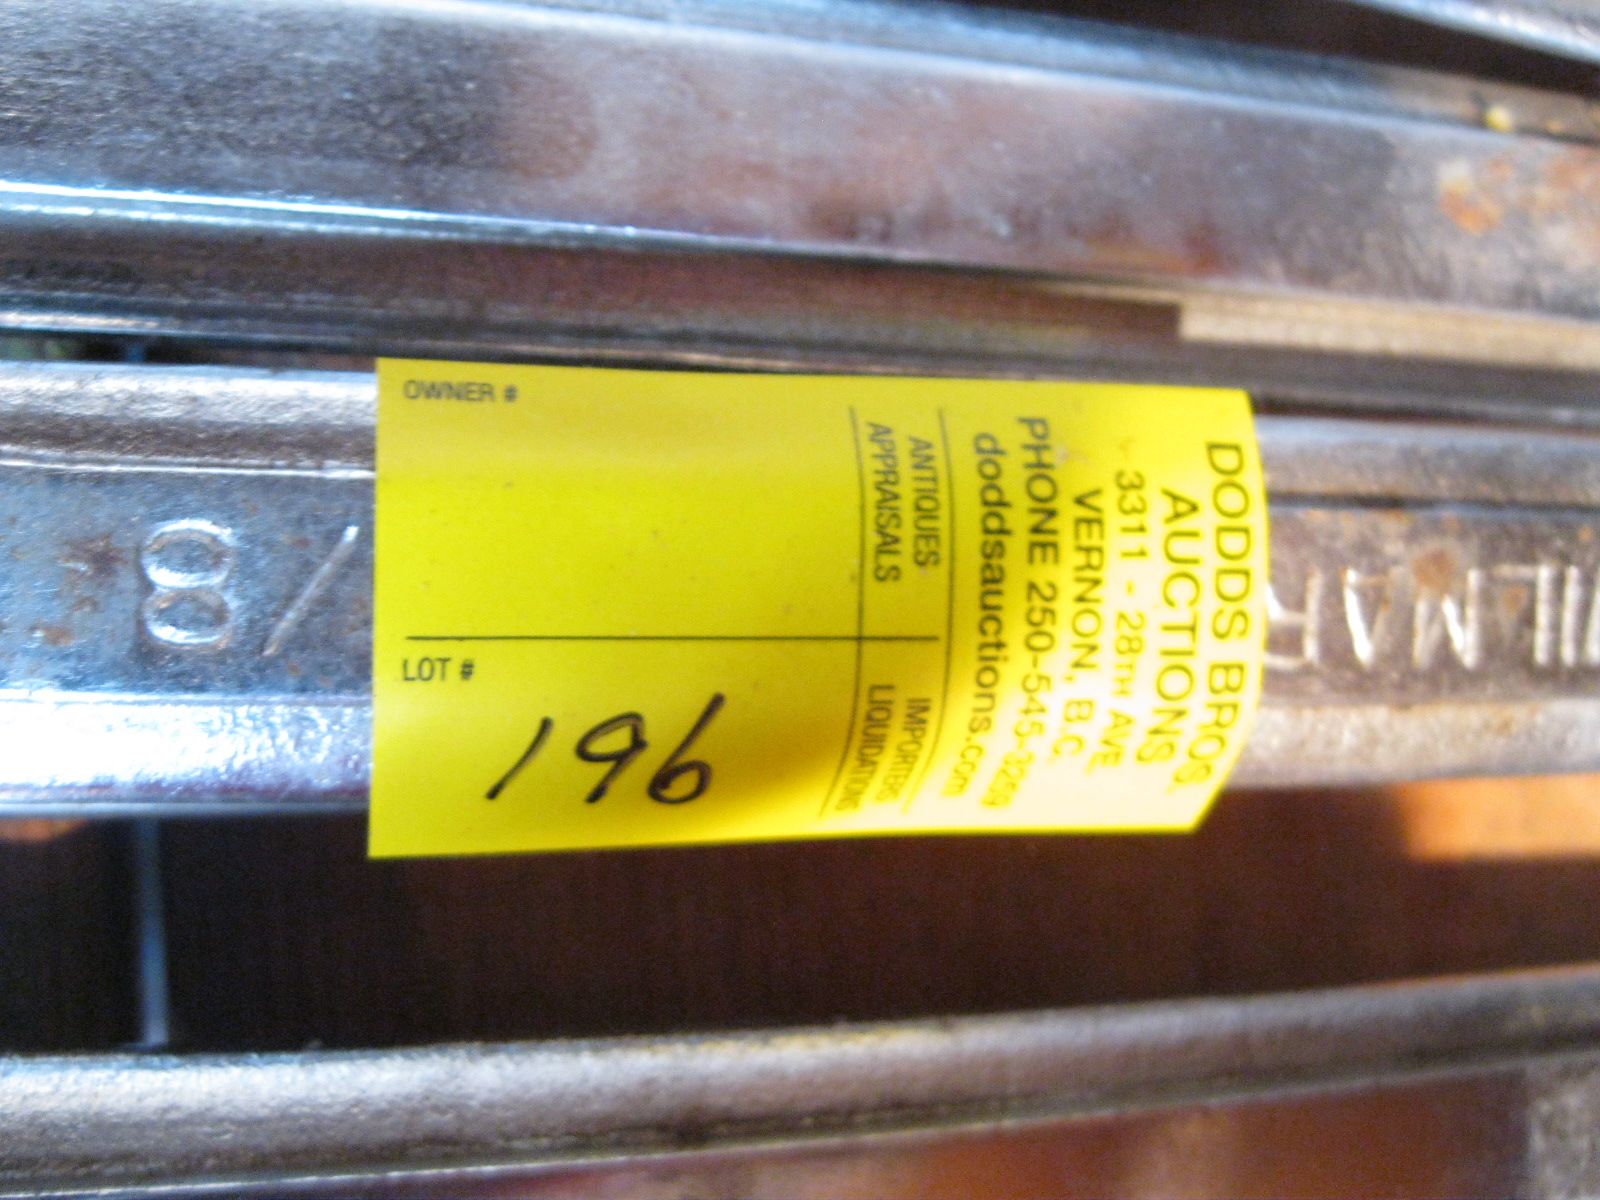 DODDS BROS.
AUCTIONS
3311 - 28TH AVE.
VERNON, B.C.
PHONE 250-545-3259
doddsauctions.com
ANTIQUES
APPRAISALS
IMPORTERS
LIQUIDATIONS
OWNER #
LOT #
196
/8